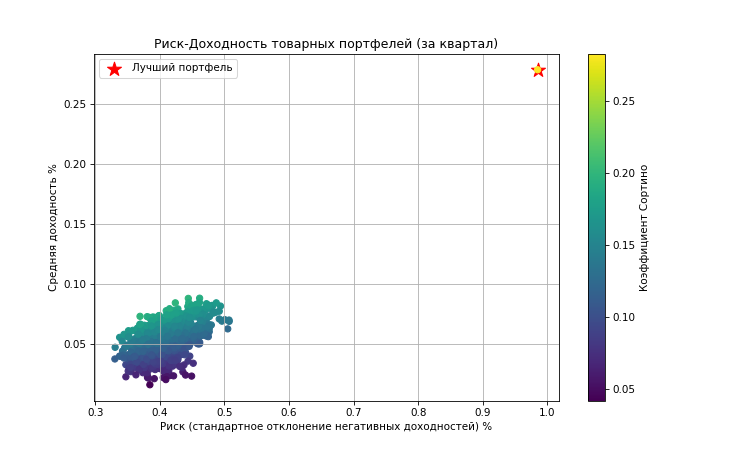 Риск-Доходность товарных портфелей (за квартал)
Лучший портфель
Средняя доходность %
0.25
0.20
0.15
0.10
0.05
0.3 0.4 0.5 0.6 0.7 0.8 0.9 1.0
Риск (стандартное отклонение негативных доходностей) %
0.25
0.20
0.15
0.10
0.05
Коэффициент Сортино